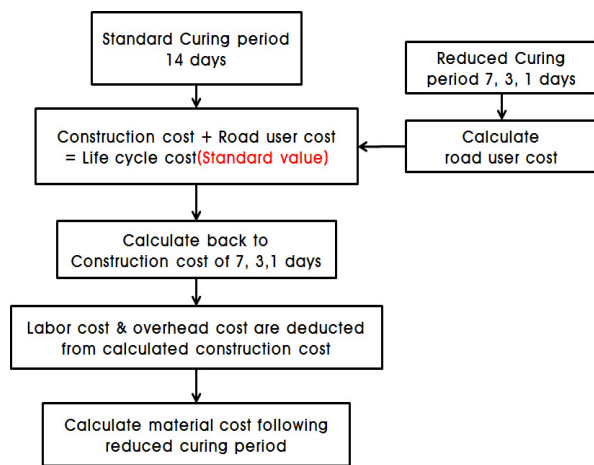 Standard Curing period
14 days
Reduced Curing
period 7, 3, 1 days
Construction cost + Road user cost
= Life cycle cost(Standard value)
Calculate
road user cost
Calculate back to
Construction cost of 7, 3,1 days
Labor cost & overhead cost are deducted
from calculated construction cost
Calculate material cost following
reduced curing period